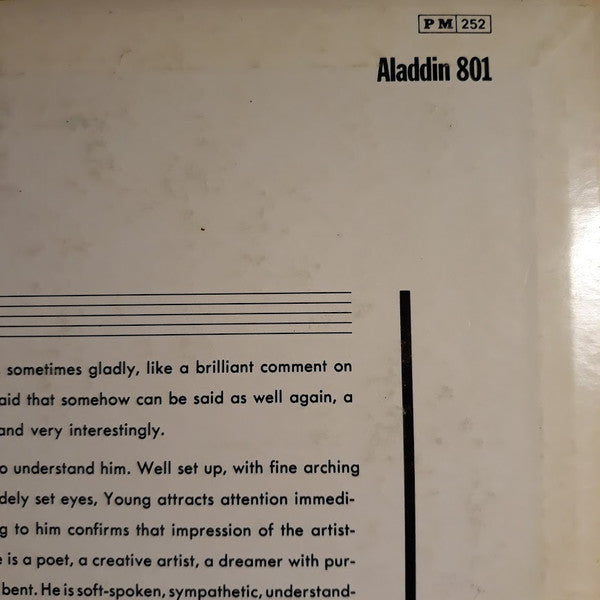 PM 252
Aladdin 801
, sometimes gladly, like a brilliant comment on
aid that somehow can be said as well again, a
and very interestingly.
o understand him. Well set up, with fine arching
dely set eyes, Young attracts attention immedi-
g to him confirms that impression of the artist-
e is a poet, a creative artist, a dreamer with pur-
bent. He is soft-spoken, sympathetic, understand-